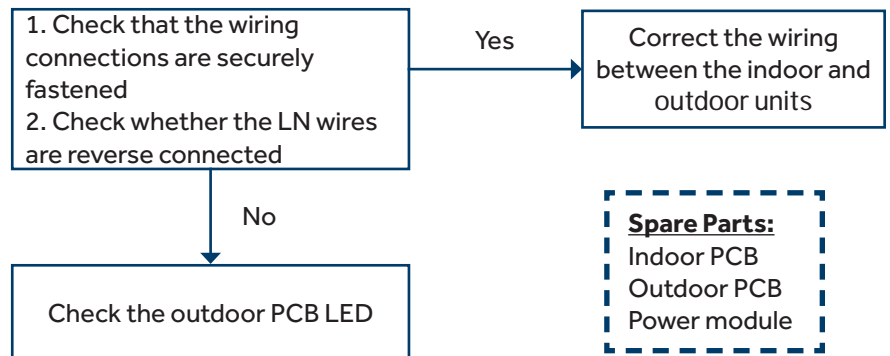 1. Check that the wiring
connections are securely
fastened
2. Check whether the LN wires
are reverse connected
Yes
Correct the wiring
between the indoor and
outdoor units
No
Spare Parts:
Indoor PCB
Outdoor PCB
Power module
Check the outdoor PCB LED